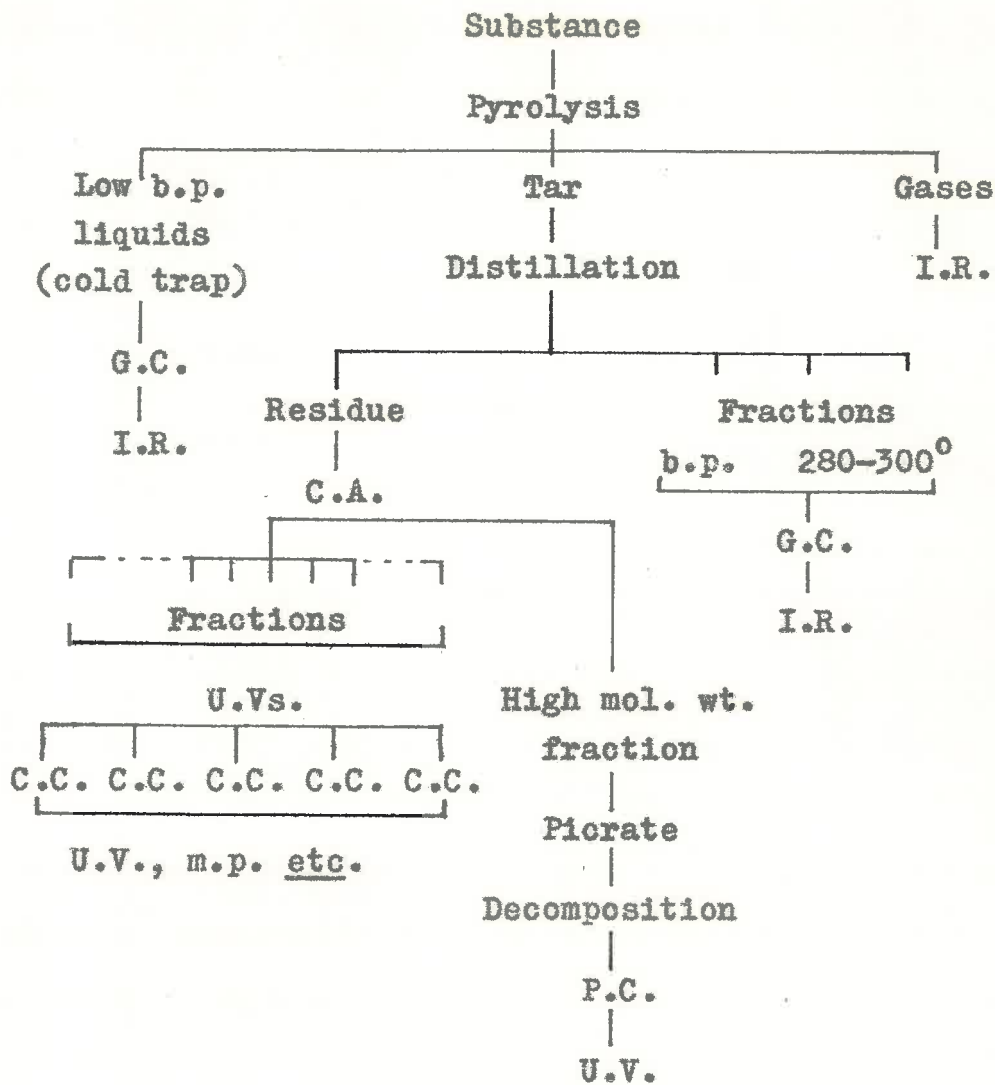 Substance
Pyrolysis
Low b.p.
liquids
(cold trap)
G.C.
I.R.
Tar
Distillation
Gases
I.R.
Residue
C.A.
Fractions
b.p. 280-300°
G.C.
I.R.
Fractions
U.Vs.
C.C. C.C. C.C. C.C. C.C.
U.V., m.p. etc.
High mol. wt.
fraction
Picrate
Decomposition
P.C.
U.V.